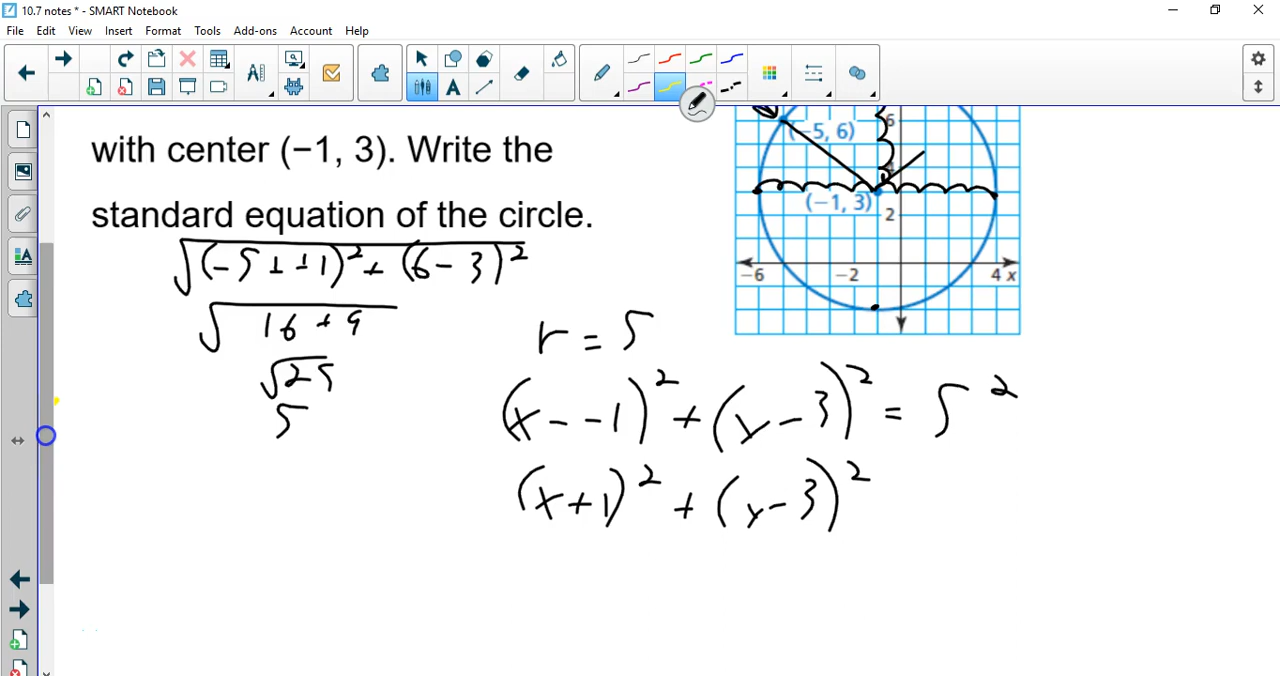 10.7 notes * - SMART Notebook
File Edit View Insert Format Tools Add-ons Account Help
with center (−1, 3). Write the
standard equation of the circle.
√(-5 + +1)² + (6 - 3)²
√16 + 9
√25
5
6
(−5, 6)
4
(−1, 3)
2
−6 −2 4 x
r = 5
(x - -1)² + (y - 3)² = 5²
(x + 1)² + (y - 3)²